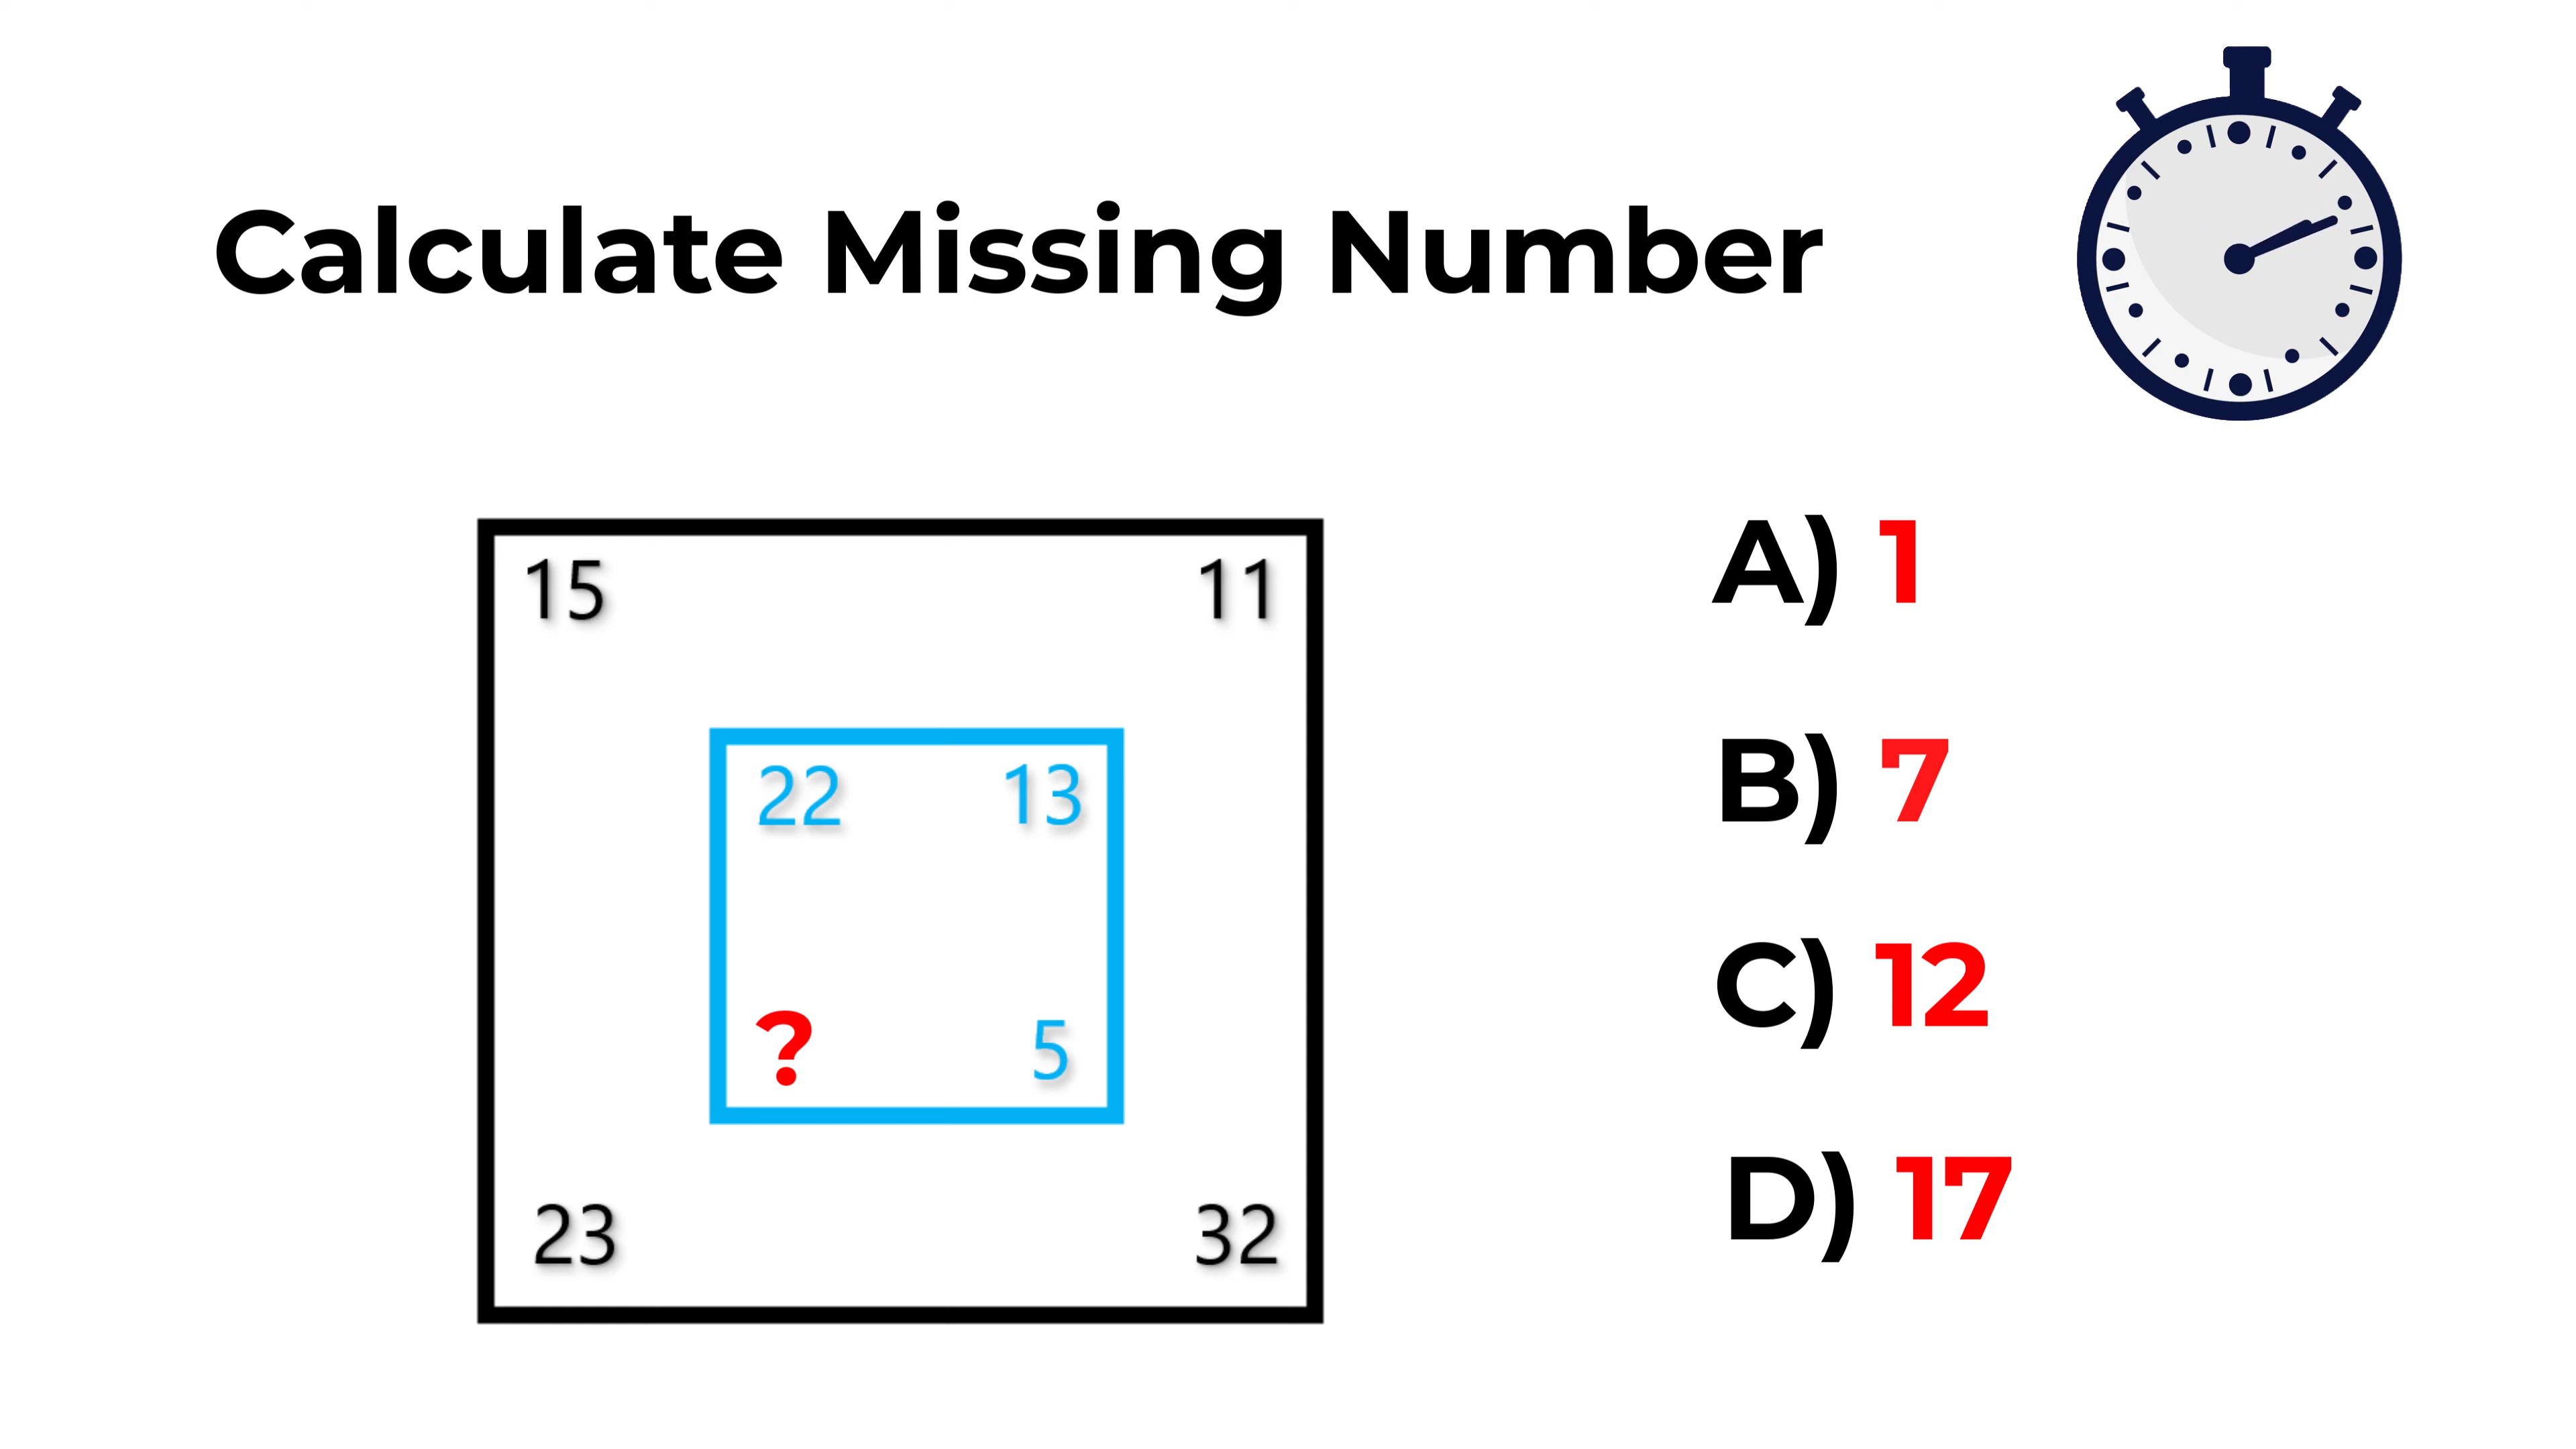 Calculate Missing Number
15 11
22 13
? 5
23 32
A) 1
B) 7
C) 12
D) 17